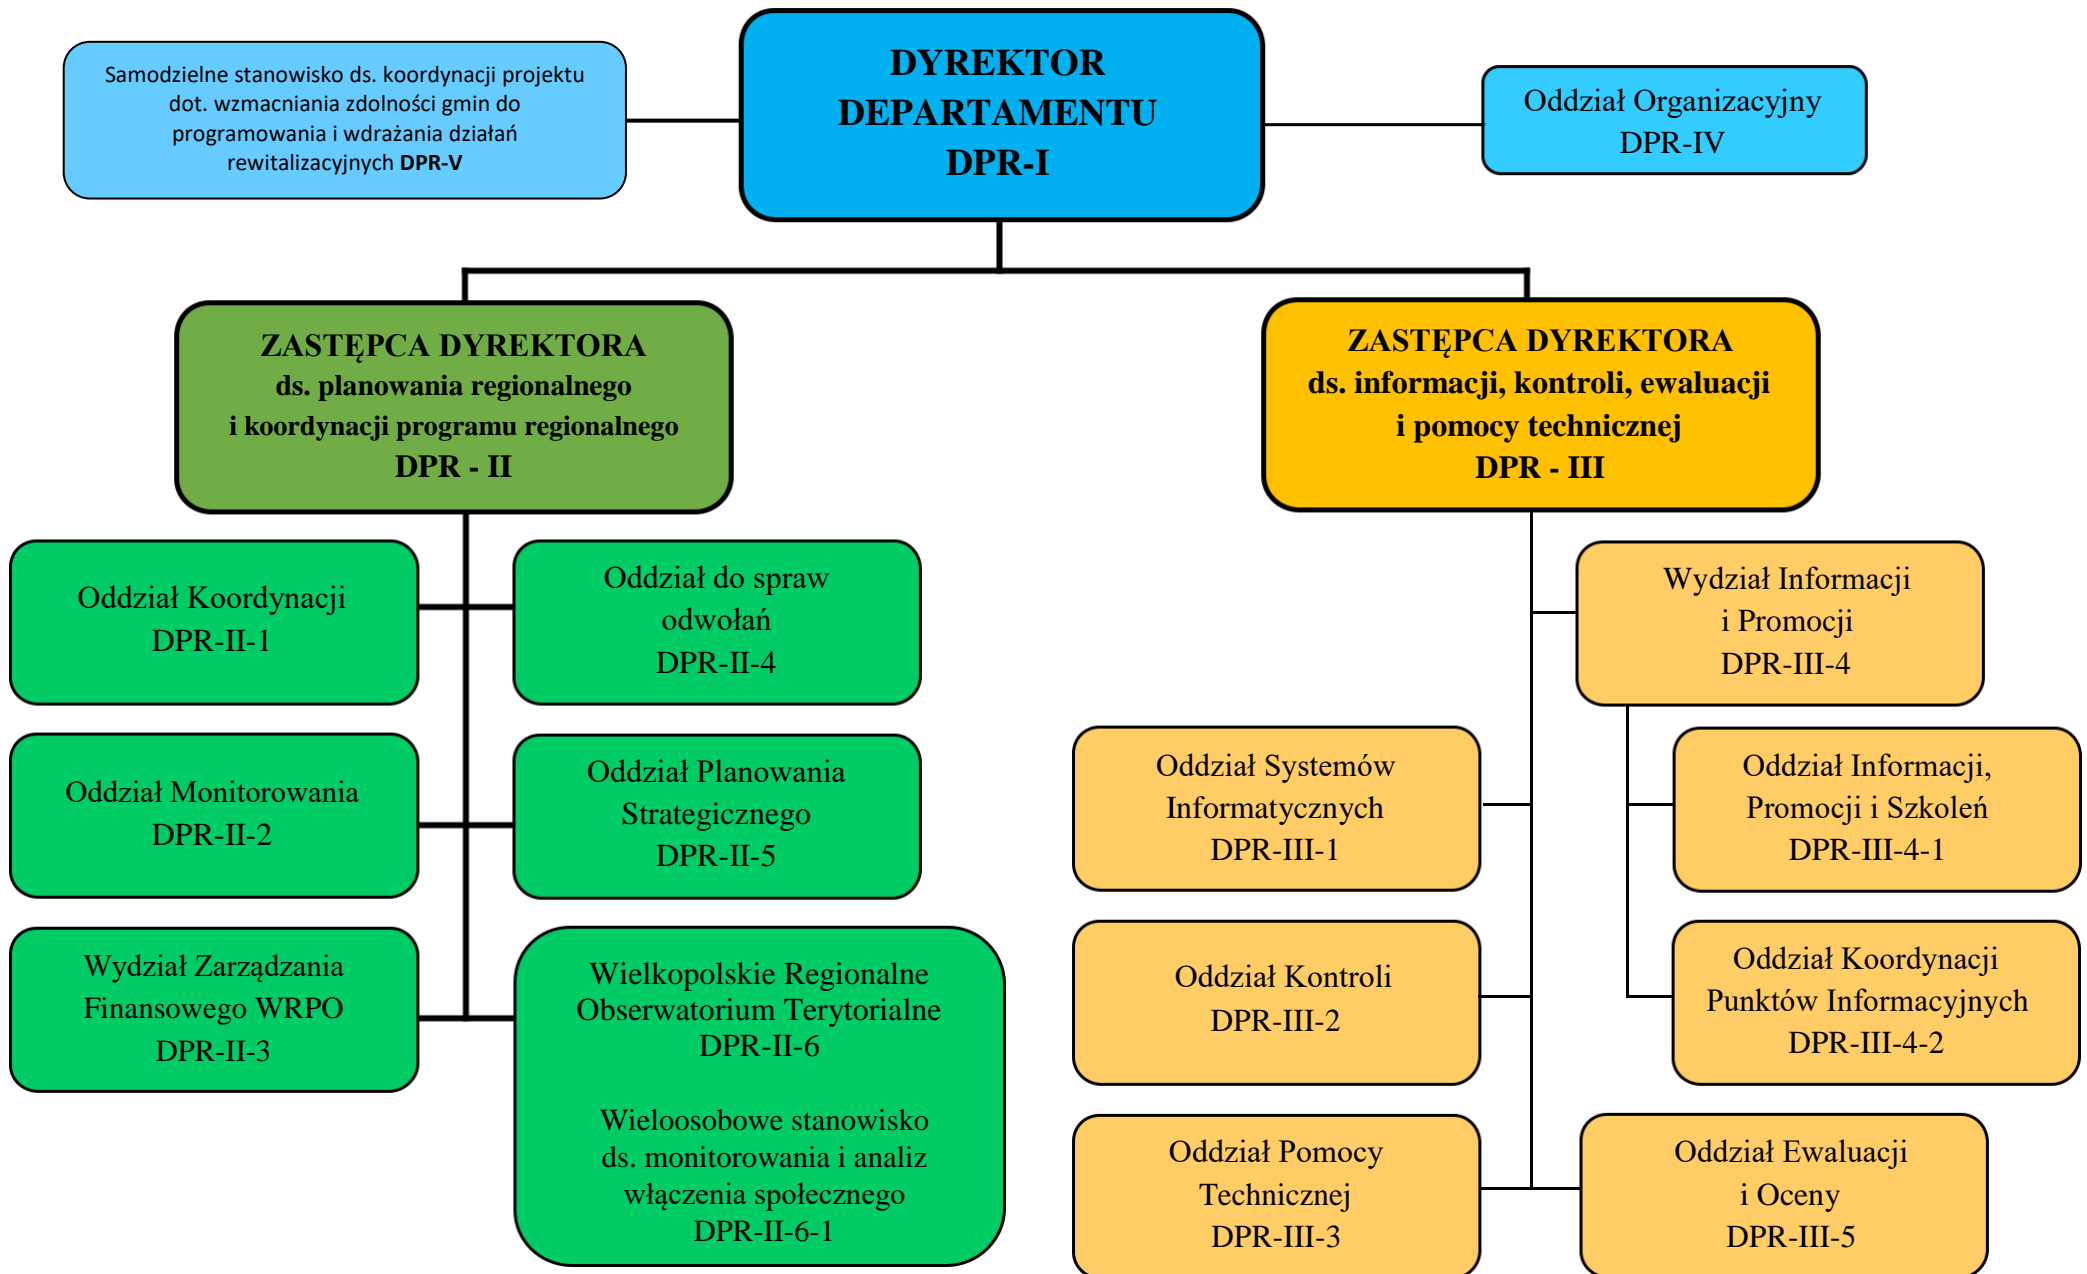 Samodzielne stanowisko ds. koordynacji projektu
dot. wzmacniania zdolności gmin do
programowania i wdrażania działań
rewitalizacyjnych DPR-V
DYREKTOR
DEPARTAMENTU
DPR-I
Oddział Organizacyjny
DPR-IV
ZASTĘPCA DYREKTORA
ds. planowania regionalnego
i koordynacji programu regionalnego
DPR - II
ZASTĘPCA DYREKTORA
ds. informacji, kontroli, ewaluacji
i pomocy technicznej
DPR - III
Oddział Koordynacji
DPR-II-1
Oddział do spraw
odwołań
DPR-II-4
Oddział Monitorowania
DPR-II-2
Oddział Planowania
Strategicznego
DPR-II-5
Wydział Zarządzania
Finansowego WRPO
DPR-II-3
Wielkopolskie Regionalne
Obserwatorium Terytorialne
DPR-II-6
Wieloosobowe stanowisko
ds. monitorowania i analiz
włączenia społecznego
DPR-II-6-1
Wydział Informacji
i Promocji
DPR-III-4
Oddział Systemów
Informatycznych
DPR-III-1
Oddział Informacji,
Promocji i Szkoleń
DPR-III-4-1
Oddział Kontroli
DPR-III-2
Oddział Koordynacji
Punktów Informacyjnych
DPR-III-4-2
Oddział Pomocy
Technicznej
DPR-III-3
Oddział Ewaluacji
i Oceny
DPR-III-5